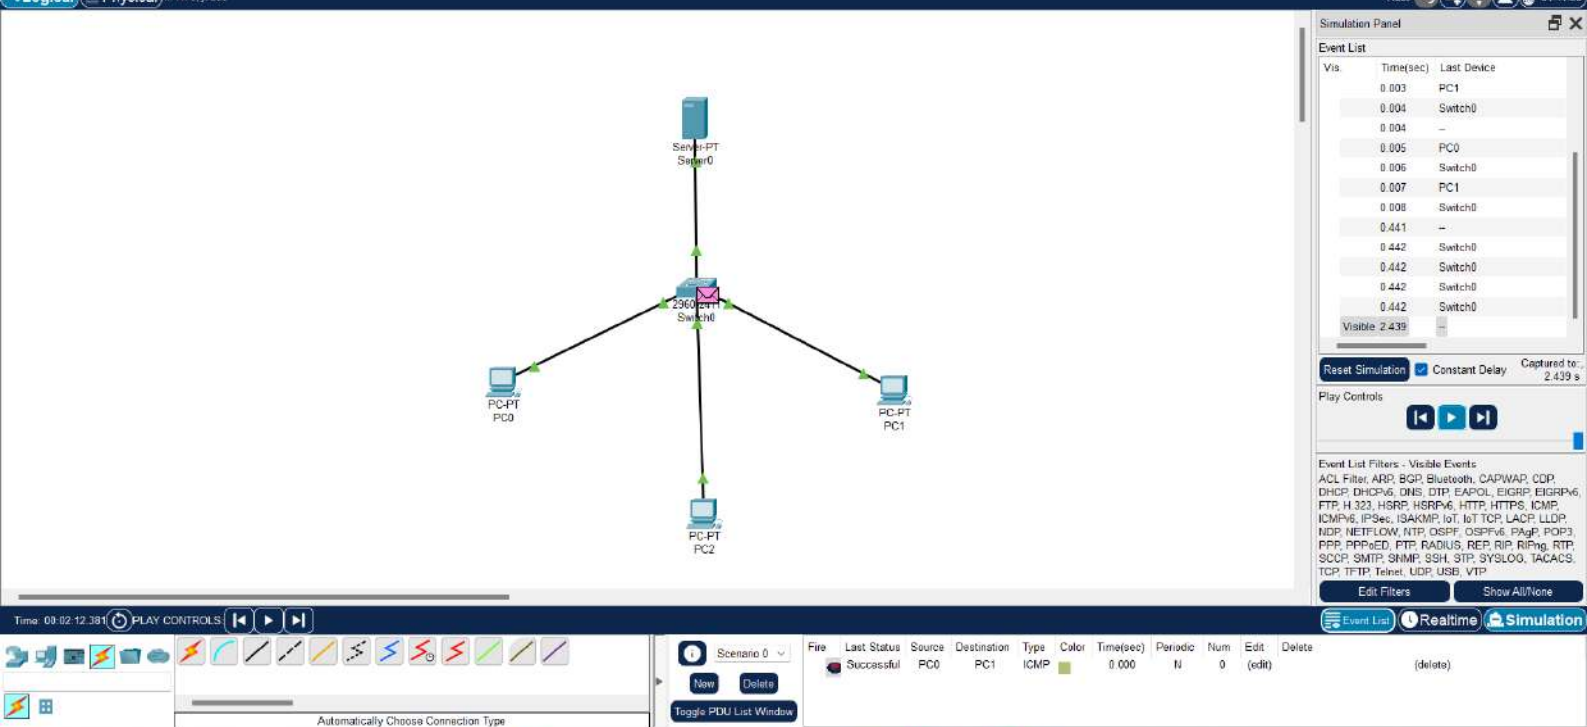 Logical Physical
Server-PT
Server0
Switch0
PC-PT
PC0
PC-PT
PC1
PC-PT
PC2
Simulation Panel
Event List
Vis. Time(sec) Last Device
0.003 PC1
0.004 Switch0
0.004 --
0.005 PC0
0.006 Switch0
0.007 PC1
0.008 Switch0
0.441 --
0.442 Switch0
0.442 Switch0
0.442 Switch0
0.442 Switch0
Visible 2.439 --
Reset Simulation Constant Delay Captured to:
2.439 s
Play Controls
Event List Filters - Visible Events
ACL Filter, ARP, BGP, Bluetooth, CAPWAP, CDP,
DHCP, DHCPv6, DNS, DTP, EAPOL, EIGRP, EIGRPv6,
FTP, H.323, HSRP, HSRPv6, HTTP, HTTPS, ICMP,
ICMPv6, IPSec, ISAKMP, IoT, IoT TCP, LACP, LLDP,
NDP, NETFLOW, NTP, OSPF, OSPFv6, PAgP, POP3,
PPP, PPPoED, PTP, RADIUS, REP, RIP, RIPng, RTP,
SCCP, SMTP, SNMP, SSH, STP, SYSLOG, TACACS,
TCP, TFTP, Telnet, UDP, USB, VTP
Edit Filters Show All/None
Time: 00:02:12.381 PLAY CONTROLS:
Event List Realtime Simulation
Scenario 0
New Delete
Toggle PDU List Window
Fire Last Status Source Destination Type Color Time(sec) Periodic Num Edit Delete
Successful PC0 PC1 ICMP 0.000 N 0 (edit) (delete)
Automatically Choose Connection Type